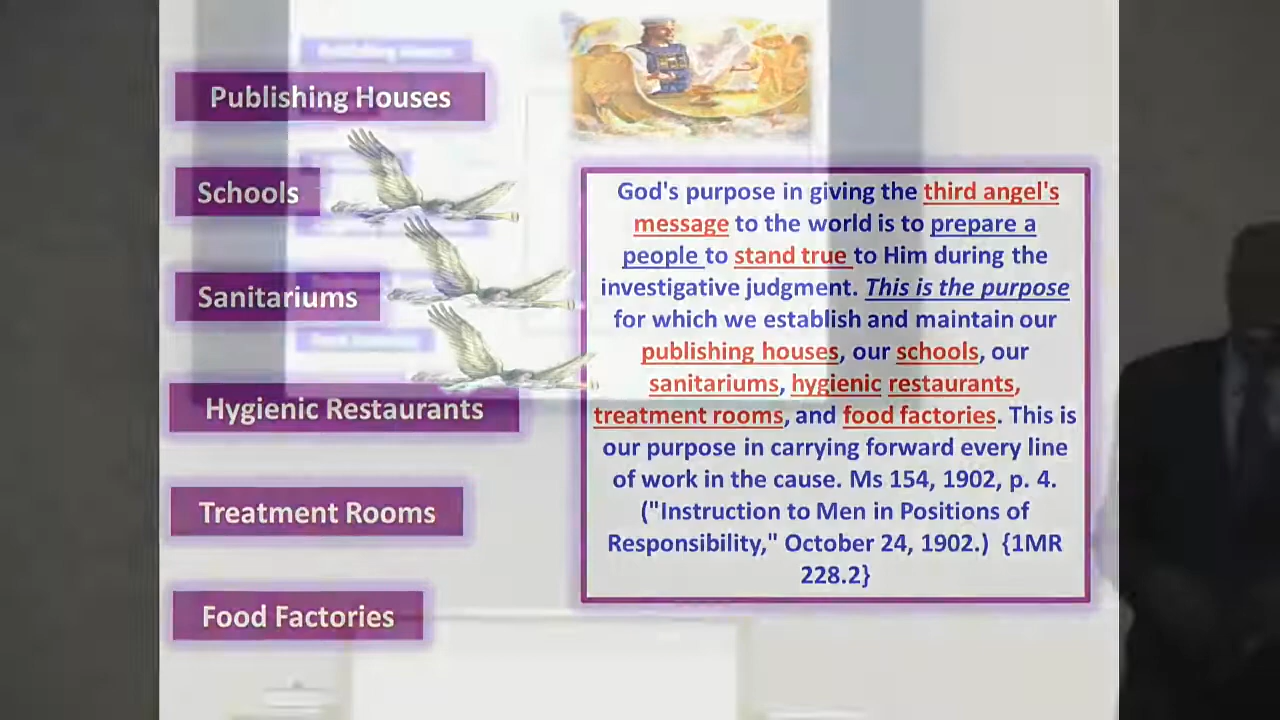 Publishing Houses
Schools
Sanitariums
Hygienic Restaurants
Treatment Rooms
Food Factories
God's purpose in giving the third angel's
message to the world is to prepare a
people to stand true to Him during the
investigative judgment. This is the purpose
for which we establish and maintain our
publishing houses, our schools, our
sanitariums, hygienic restaurants,
treatment rooms, and food factories. This is
our purpose in carrying forward every line
of work in the cause. Ms 154, 1902, p. 4.
("Instruction to Men in Positions of
Responsibility," October 24, 1902.) {1MR
228.2}